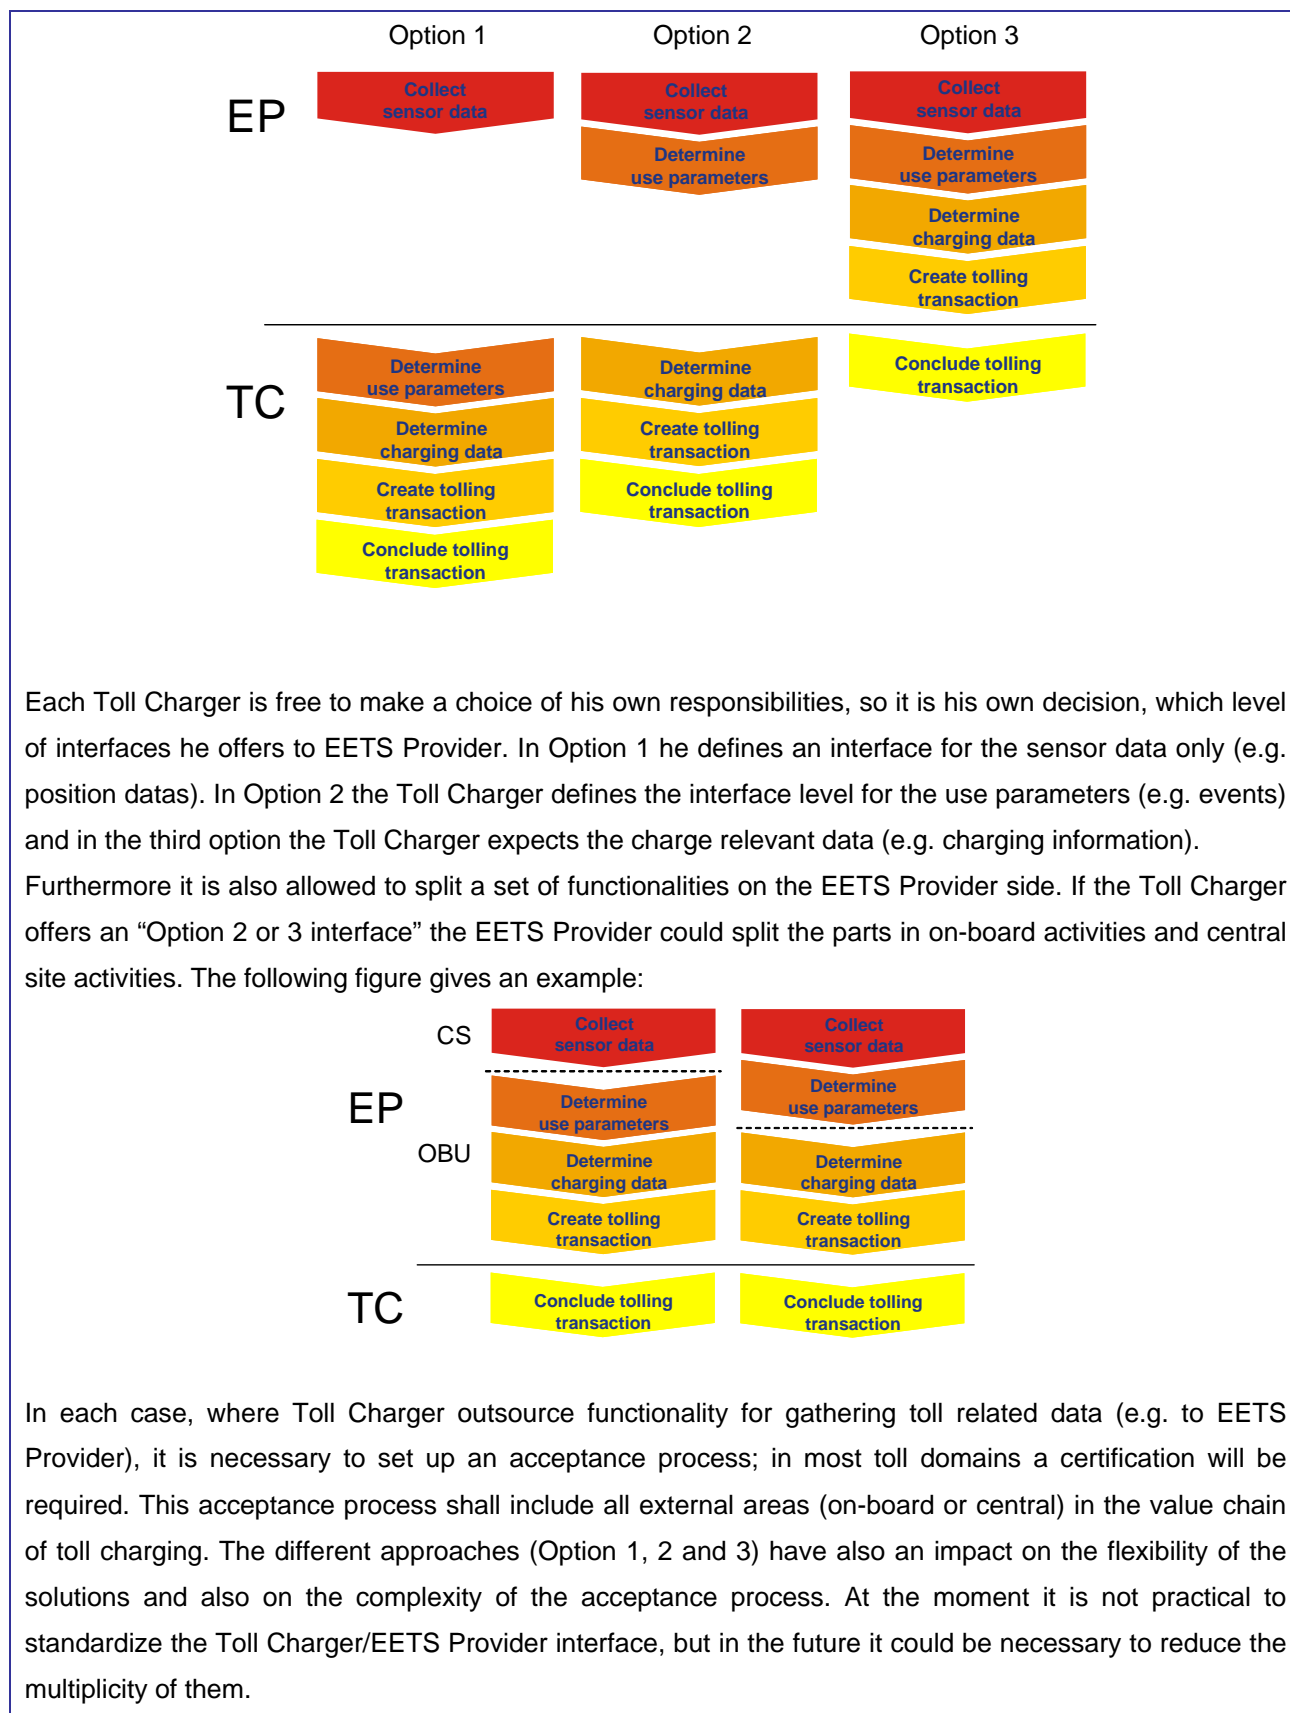 Option 1 Option 2 Option 3
EP
Collect
sensor data
Collect
sensor data
Determine
use parameters
Collect
sensor data
Determine
use parameters
Determine
charging data
Create tolling
transaction
TC
Determine
use parameters
Determine
charging data
Create tolling
transaction
Conclude tolling
transaction
Determine
charging data
Create tolling
transaction
Conclude tolling
transaction
Conclude tolling
transaction
Each Toll Charger is free to make a choice of his own responsibilities, so it is his own decision, which level
of interfaces he offers to EETS Provider. In Option 1 he defines an interface for the sensor data only (e.g.
position datas). In Option 2 the Toll Charger defines the interface level for the use parameters (e.g. events)
and in the third option the Toll Charger expects the charge relevant data (e.g. charging information).
Furthermore it is also allowed to split a set of functionalities on the EETS Provider side. If the Toll Charger
offers an “Option 2 or 3 interface” the EETS Provider could split the parts in on-board activities and central
site activities. The following figure gives an example:
CS
EP
OBU
Collect
sensor data
Determine
use parameters
Determine
charging data
Create tolling
transaction
Collect
sensor data
Determine
use parameters
Determine
charging data
Create tolling
transaction
TC
Conclude tolling
transaction
Conclude tolling
transaction
In each case, where Toll Charger outsource functionality for gathering toll related data (e.g. to EETS
Provider), it is necessary to set up an acceptance process; in most toll domains a certification will be
required. This acceptance process shall include all external areas (on-board or central) in the value chain
of toll charging. The different approaches (Option 1, 2 and 3) have also an impact on the flexibility of the
solutions and also on the complexity of the acceptance process. At the moment it is not practical to
standardize the Toll Charger/EETS Provider interface, but in the future it could be necessary to reduce the
multiplicity of them.